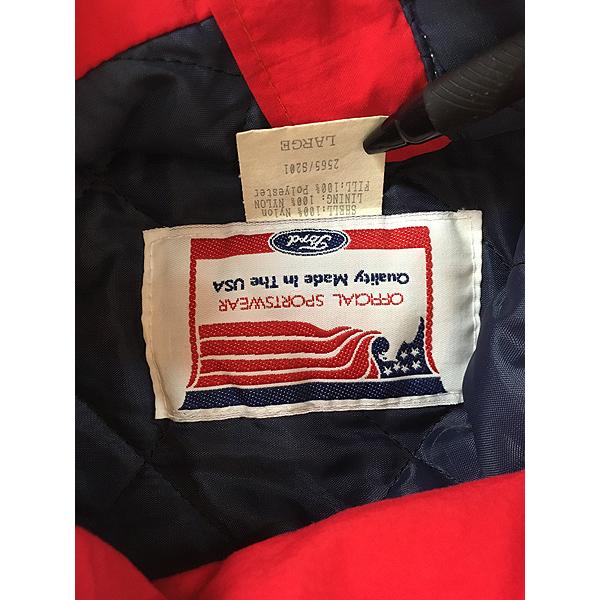 OFFICIAL SPORTSWEAR
Quality Made In The USA
Ford
SHELL:100% Nylon
LINING: 100% NYLON
FILL:100% Polyester
2565/S201
LARGE